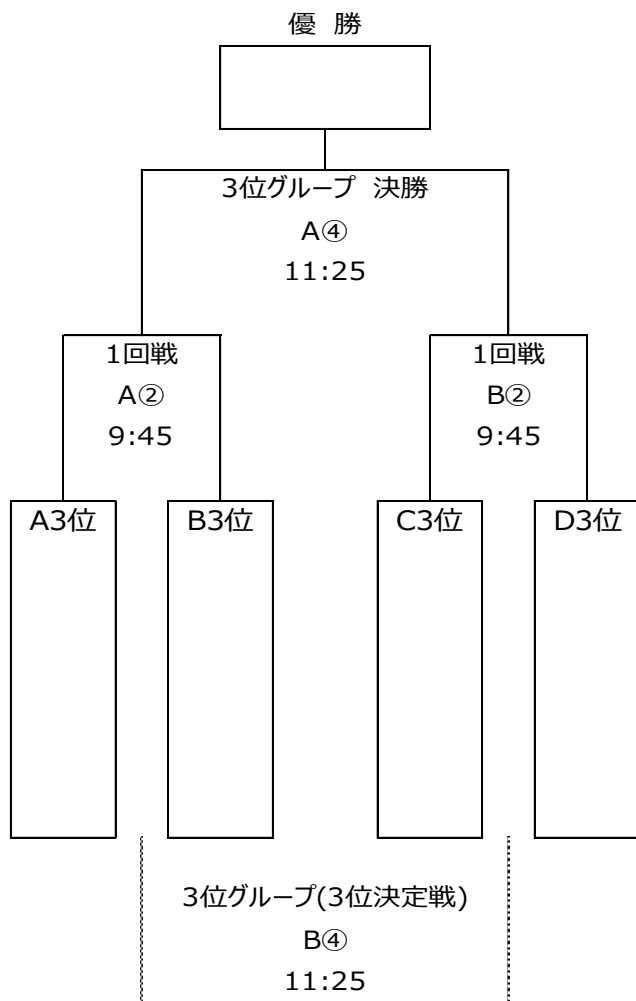 優 勝
3位グループ 決勝
A④
11:25
1回戦
A②
9:45
1回戦
B②
9:45
A3位
B3位
C3位
D3位
3位グループ(3位決定戦)
B④
11:25